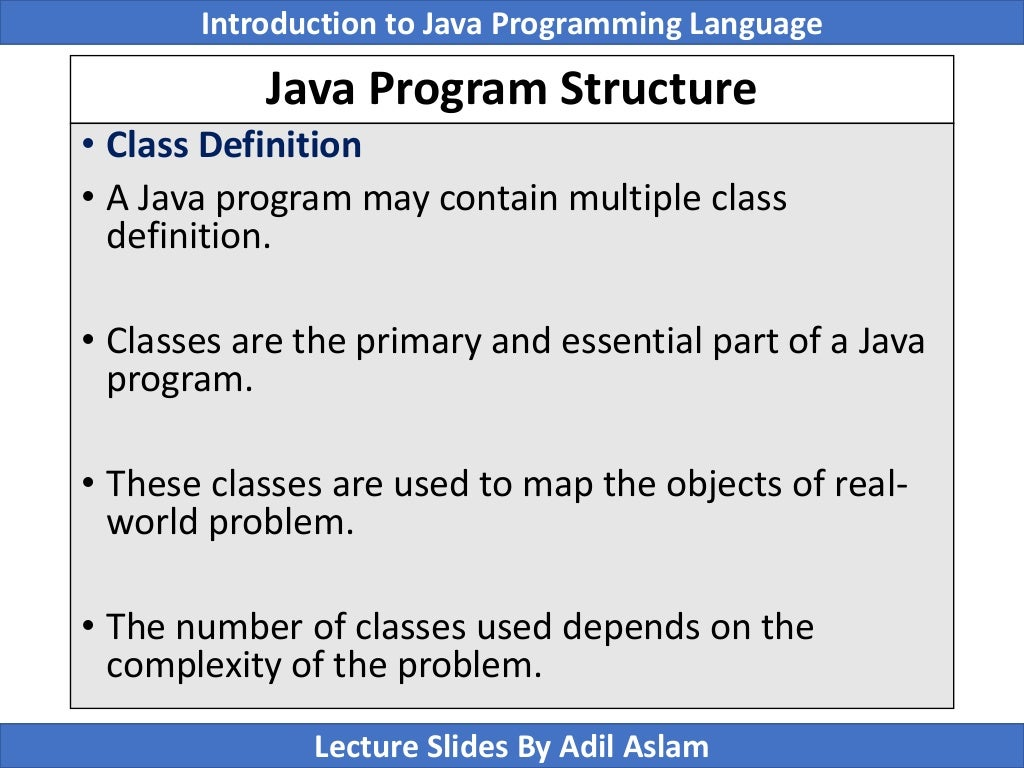 Introduction to Java Programming Language
Java Program Structure
• Class Definition
• A Java program may contain multiple class
definition.
• Classes are the primary and essential part of a Java
program.
• These classes are used to map the objects of real-
world problem.
• The number of classes used depends on the
complexity of the problem.
Lecture Slides By Adil Aslam